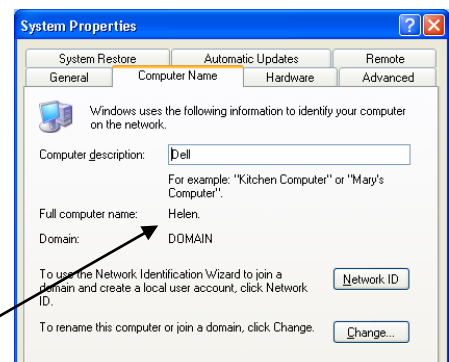 System Properties
System Restore Automatic Updates Remote
General Computer Name Hardware Advanced
Windows uses the following information to identify your computer
on the network.
Computer description: Dell
For example: "Kitchen Computer" or "Mary's
Computer".
Full computer name: Helen.
Domain: DOMAIN
To use the Network Identification Wizard to join a
domain and create a local user account, click Network
ID.
Network ID
To rename this computer or join a domain, click Change.
Change...